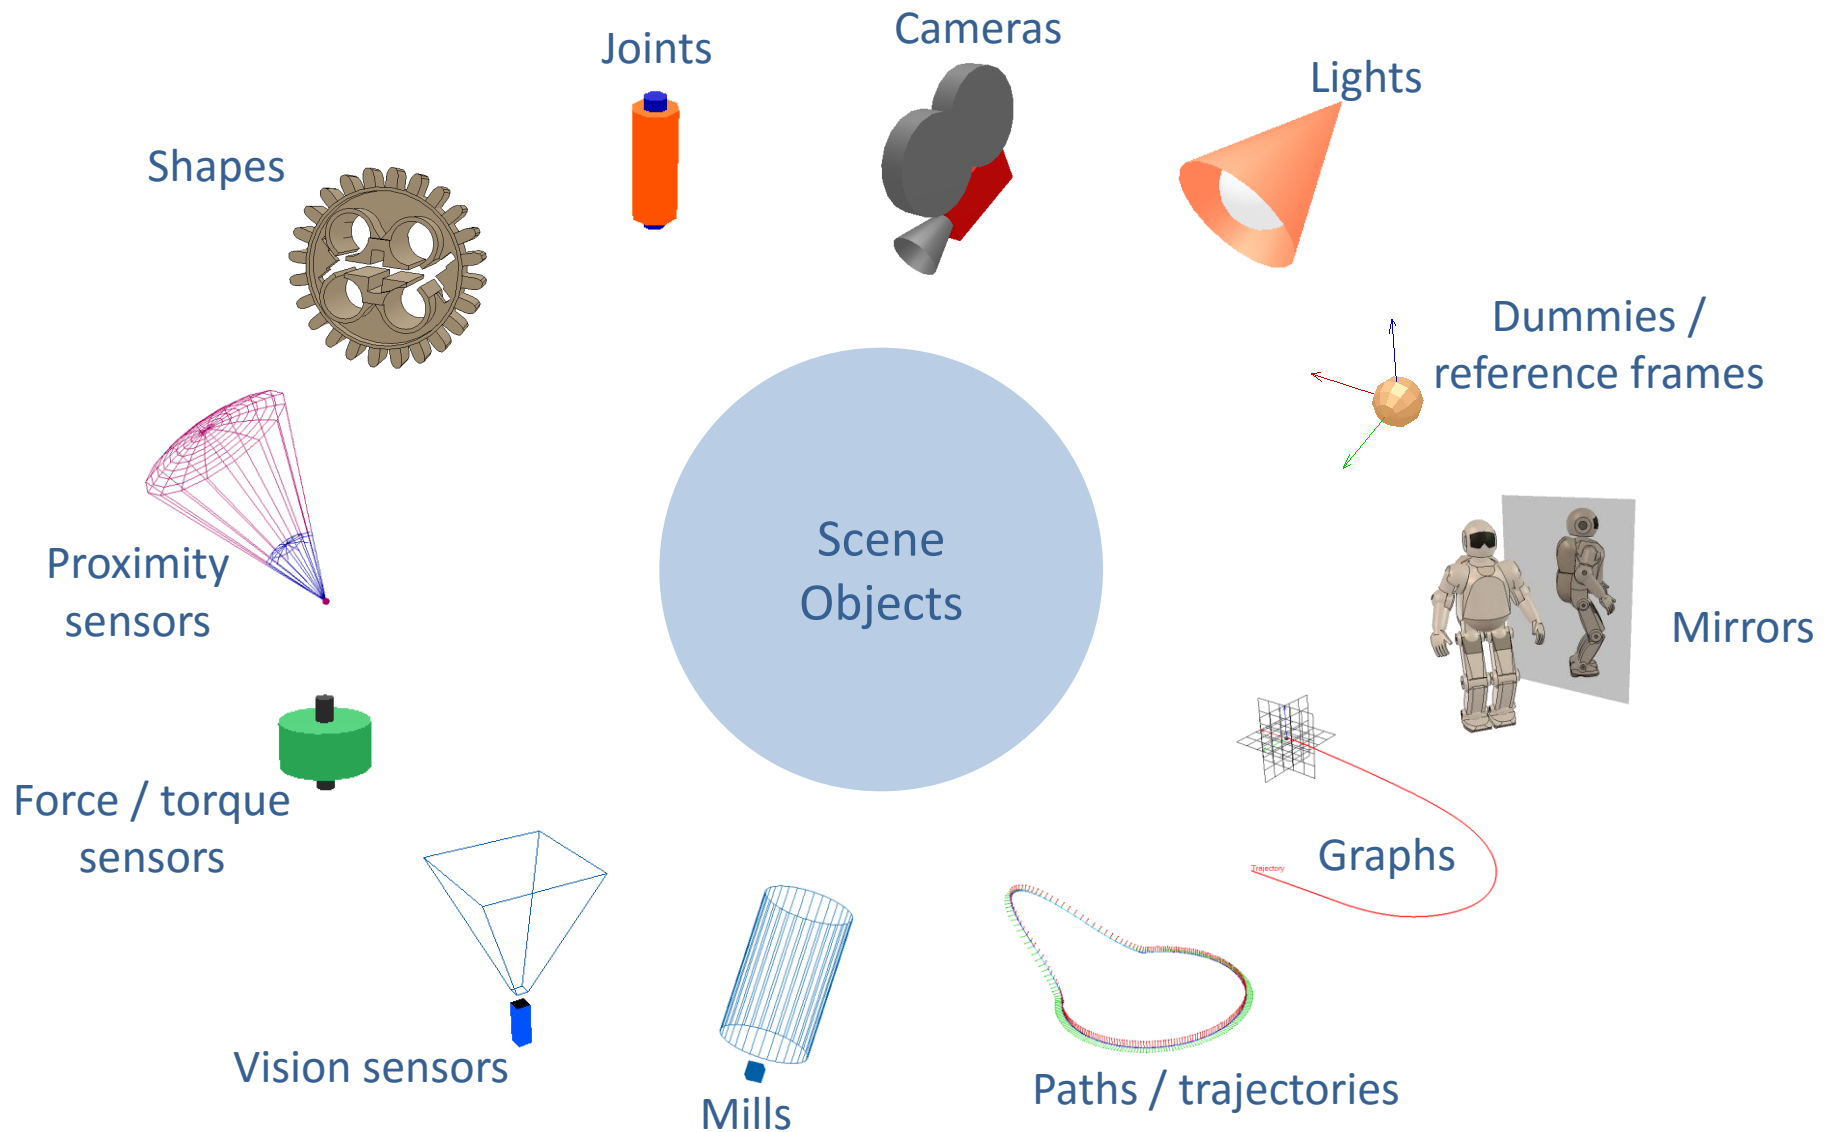 Cameras
Joints
Lights
Shapes
Dummies /
reference frames
Scene
Objects
Proximity
sensors
Mirrors
Force / torque
sensors
Graphs
Trajectory
Vision sensors
Paths / trajectories
Mills